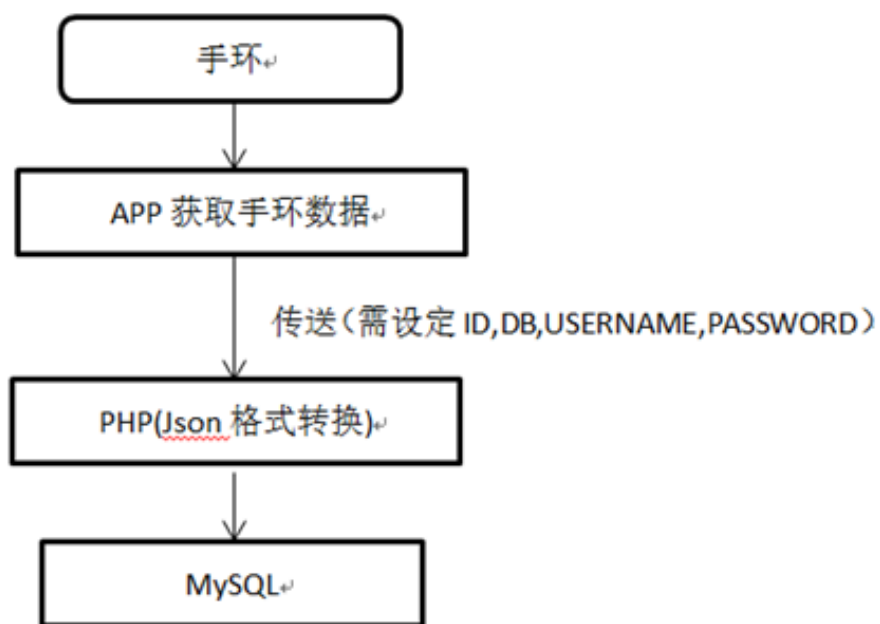 手环
APP 获取手环数据
传送（需设定 ID,DB,USERNAME,PASSWORD）
PHP(Json 格式转换)
MySQL